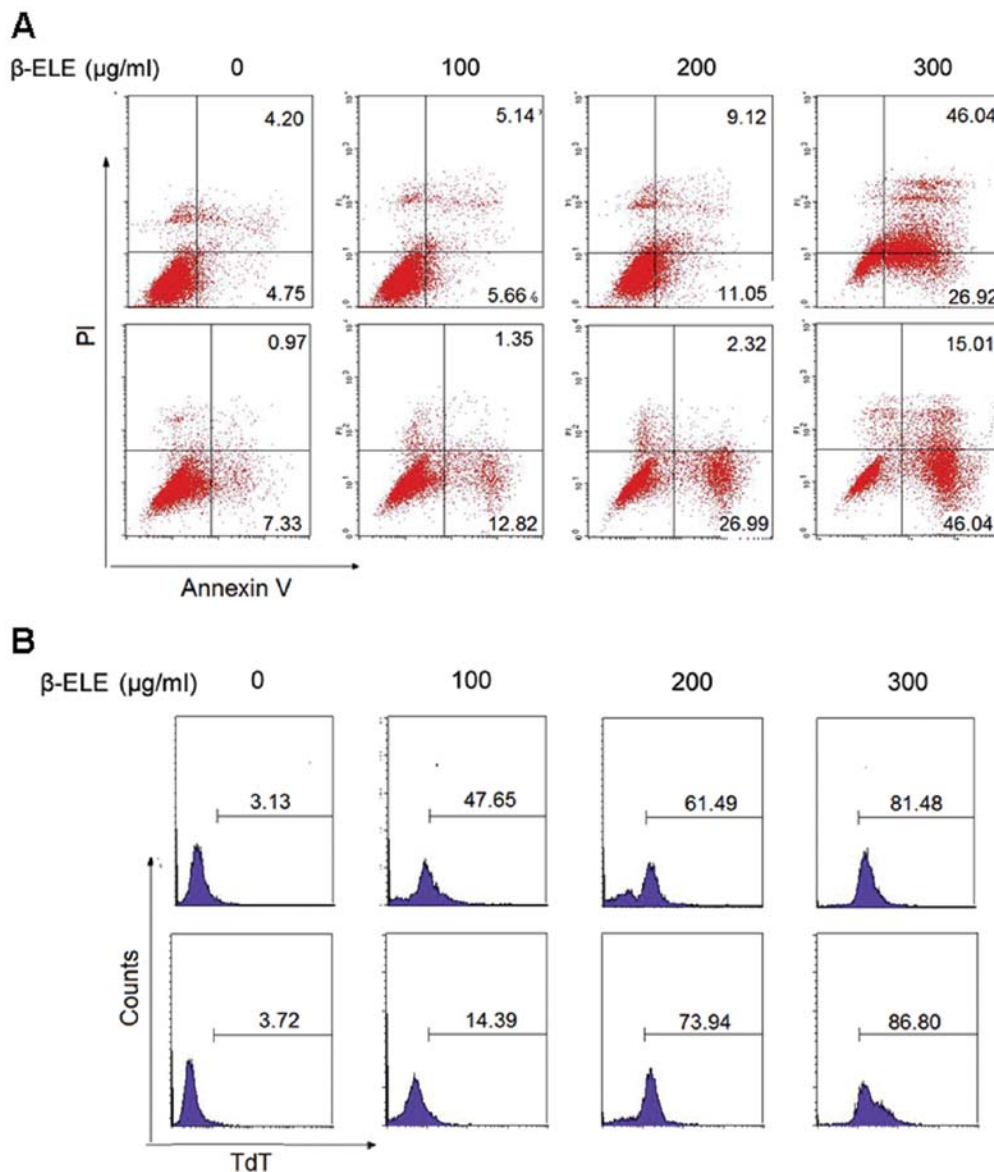 A
β-ELE (μg/ml) 0 100 200 300
4.20 5.14 9.12 46.04
4.75 5.66 11.05 26.92
0.97 1.35 2.32 15.01
7.33 12.82 26.99 46.04
PI
Annexin V
B
β-ELE (μg/ml) 0 100 200 300
3.13 47.65 61.49 81.48
3.72 14.39 73.94 86.80
Counts
TdT